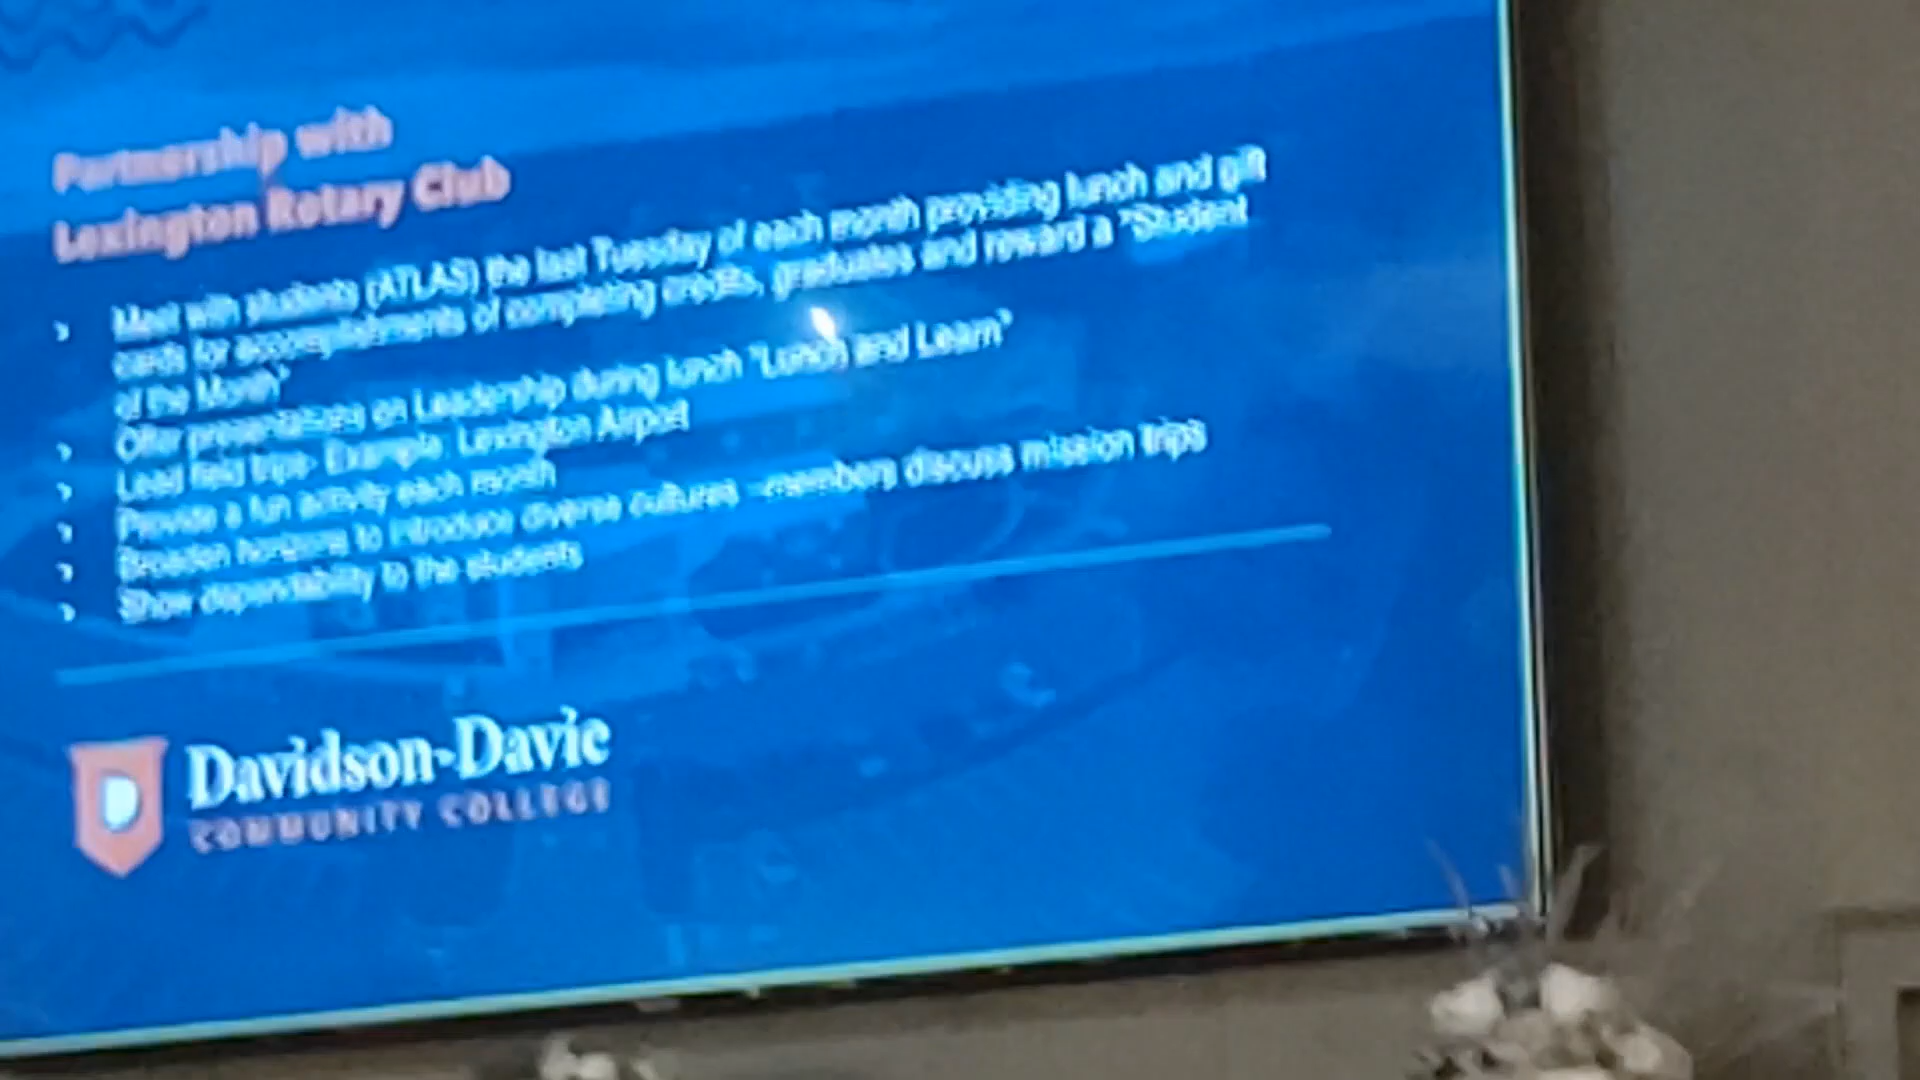 Partnership with
Lexington Rotary Club
› Meet with students (ATLAS) the last Tuesday of each month providing lunch and gift
cards for accomplishments of completing credits, graduates and reward a "Student
of the Month"
› Offer presentations on Leadership during lunch "Lunch and Learn"
› Lead field trips- Example: Lexington Airport
› Provide a fun activity each month
› Broaden horizons to introduce diverse cultures -members discuss mission trips
› Show dependability to the students
D
Davidson-Davie
COMMUNITY COLLEGE